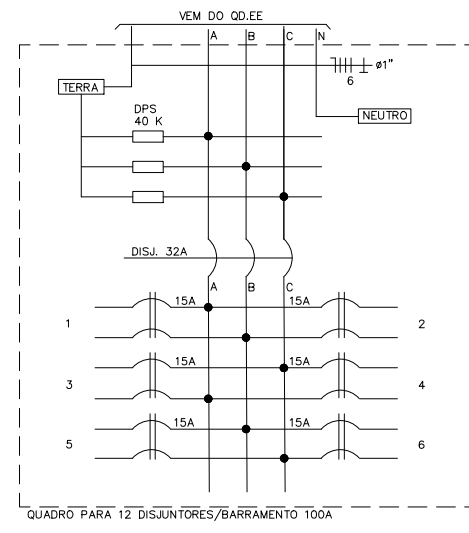 VEM DO QD.EE
A B C N
ø1"
6
TERRA
NEUTRO
DPS
40 K
DISJ. 32A
A B C
15A 15A
1 2
15A 15A
3 4
15A 15A
5 6
QUADRO PARA 12 DISJUNTORES/BARRAMENTO 100A